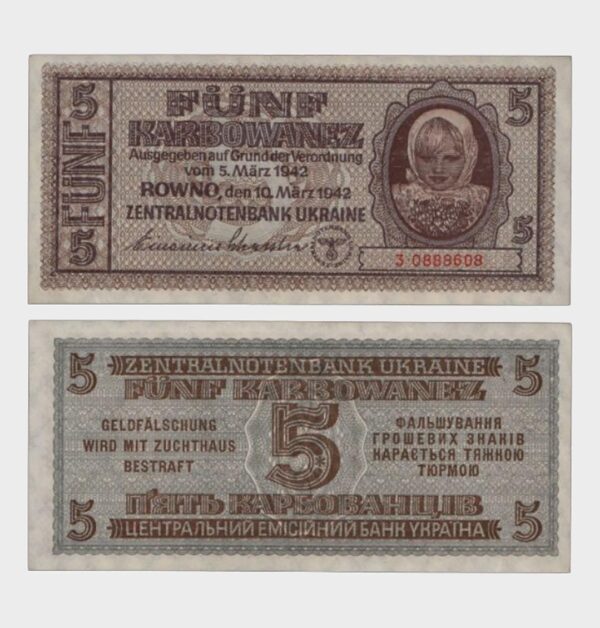 5 FÜNF 5
FÜNF
KARBOWANEZ
Ausgegeben auf Grund der Verordnung
vom 5. März 1942
ROWNO, den 10. März 1942
ZENTRALNOTENBANK UKRAINE
5
5
3·0888608
5 ZENTRALNOTENBANK UKRAINE 5
FÜNF KARBOWANEZ
GELDFÄLSCHUNG
WIRD MIT ZUCHTHAUS
BESTRAFT
5
ФАЛЬШУВАННЯ
ГРОШЕВИХ ЗНАКІВ
КАРАЄТЬСЯ ТЯЖКОЮ
ТЮРМОЮ
П'ЯТЬ КАРБОВАНЦІВ
5 ЦЕНТРАЛЬНИЙ ЕМІСІЙНИЙ БАНК УКРАЇНА 5